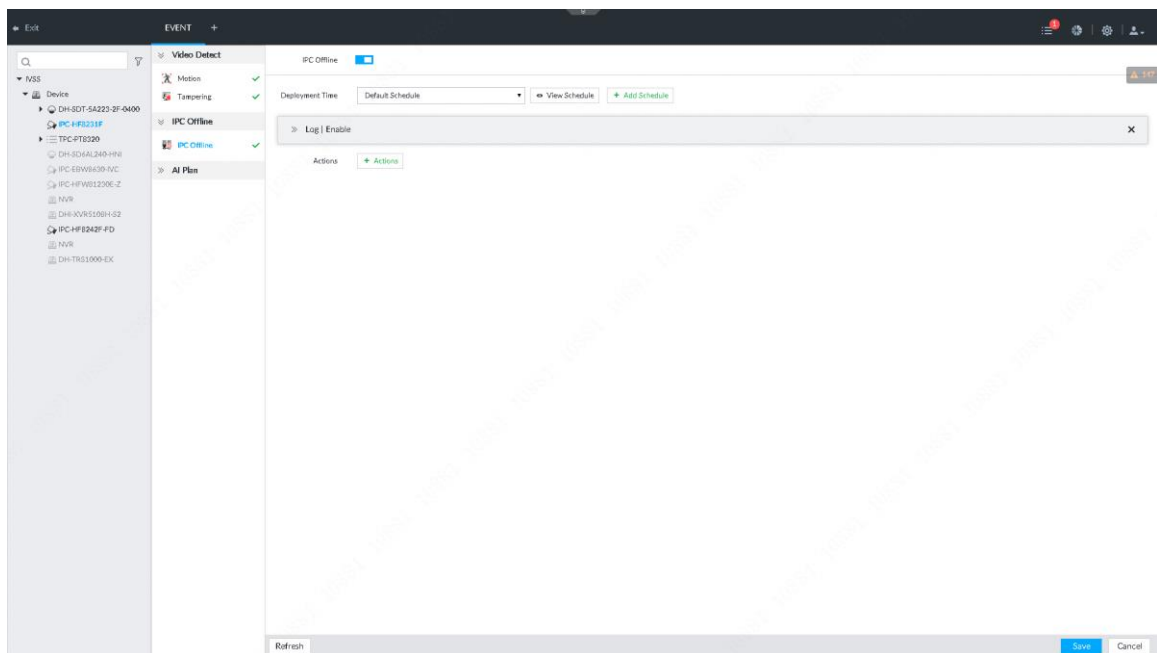 Exit
EVENT +
1
Video Detect
Motion
Tampering
IPC Offline
IPC Offline
AI Plan
IVSS
Device
DH-SDT-5A223-2F-0400
IPC-HF8231F
TPC-PT8320
DH-SD6AL240-HNI
IPC-EBW8630-IVC
IPC-HFW81230E-Z
NVR
DHI-XVR5108H-S2
IPC-HF8242F-FD
NVR
DH-TRS1000-EX
IPC Offline
Deployment Time Default Schedule View Schedule + Add Schedule
Log | Enable
Actions + Actions
Refresh Save Cancel